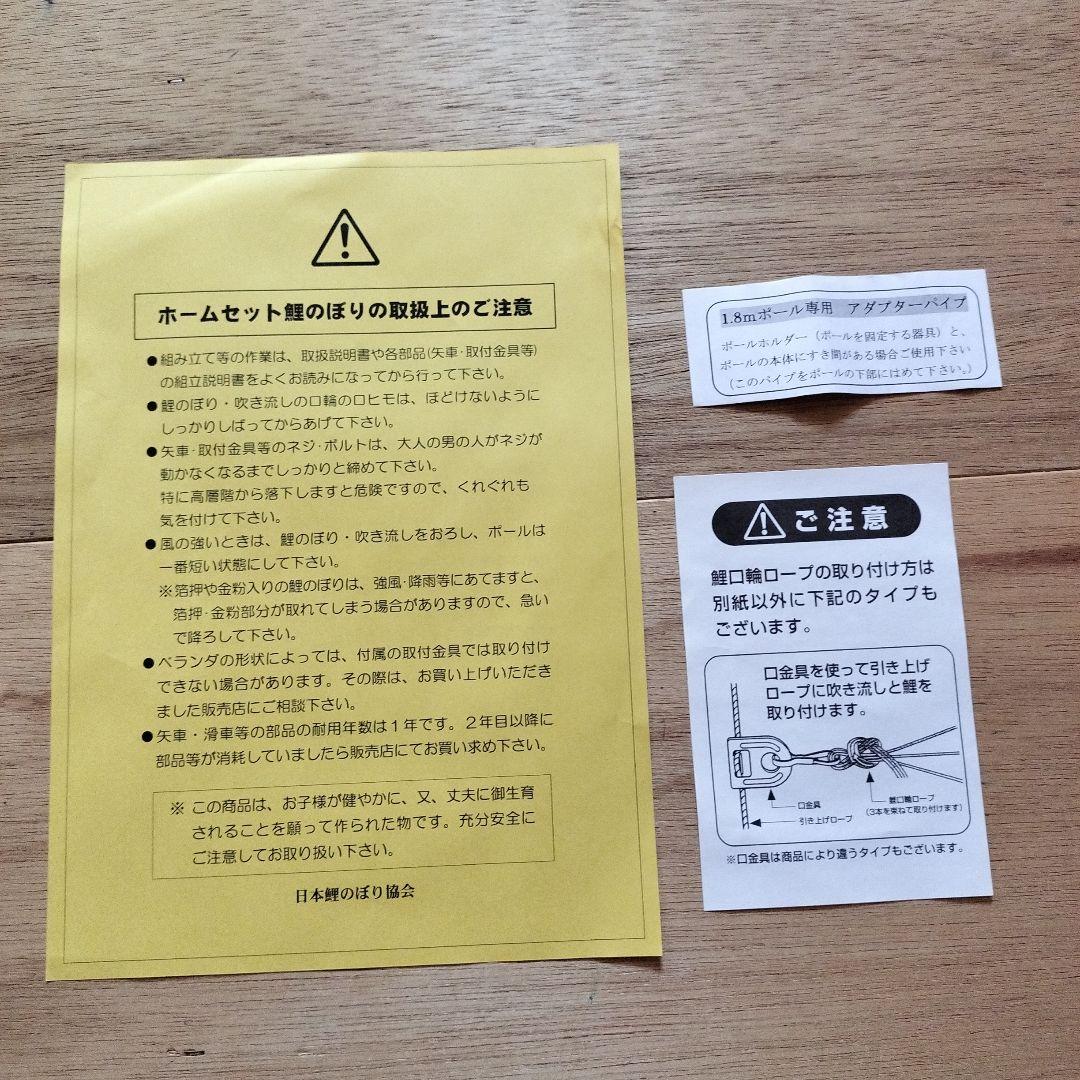 ホームセット鯉のぼりの取扱上のご注意
●組み立て等の作業は、取扱説明書や各部品(矢車･取付金具等)
の組立説明書をよくお読みになってから行って下さい。
●鯉のぼり・吹き流しの口輪の口ヒモは、ほどけないように
しっかりしばってからあげて下さい。
●矢車･取付金具等のネジ･ボルトは、大人の男の人がネジが
動かなくなるまでしっかりと締めて下さい。
特に高層階から落下しますと危険ですので、くれぐれも
気を付けて下さい。
●風の強いときは、鯉のぼり・吹き流しをおろし、ポールは
一番短い状態にして下さい。
※箔押や金粉入りの鯉のぼりは、強風･降雨等にあてますと、
箔押･金粉部分が取れてしまう場合がありますので、急い
で降ろして下さい。
●ベランダの形状によっては、付属の取付金具では取り付け
できない場合があります。その際は、お買い上げいただき
ました販売店にご相談下さい。
●矢車・滑車等の部品の耐用年数は１年です。２年目以降に
部品等が消耗していましたら販売店にてお買い求め下さい。
※ この商品は、お子様が健やかに、又、丈夫に御生育
されることを願って作られた物です。充分安全に
ご注意してお取り扱い下さい。
日本鯉のぼり協会
1.8mポール専用 アダプターパイプ
ポールホルダー（ポールを固定する器具）と、
ポールの本体にすき間がある場合ご使用下さい
（このパイプをポールの下部にはめて下さい。）
ご注意
鯉口輪ロープの取り付け方は
別紙以外に下記のタイプも
ございます。
口金具を使って引き上げ
ロープに吹き流しと鯉を
取り付けます。
口金具
引き上げロープ
鯉口輪ロープ
(3本を束ねて取り付けます)
※口金具は商品により違うタイプもございます。